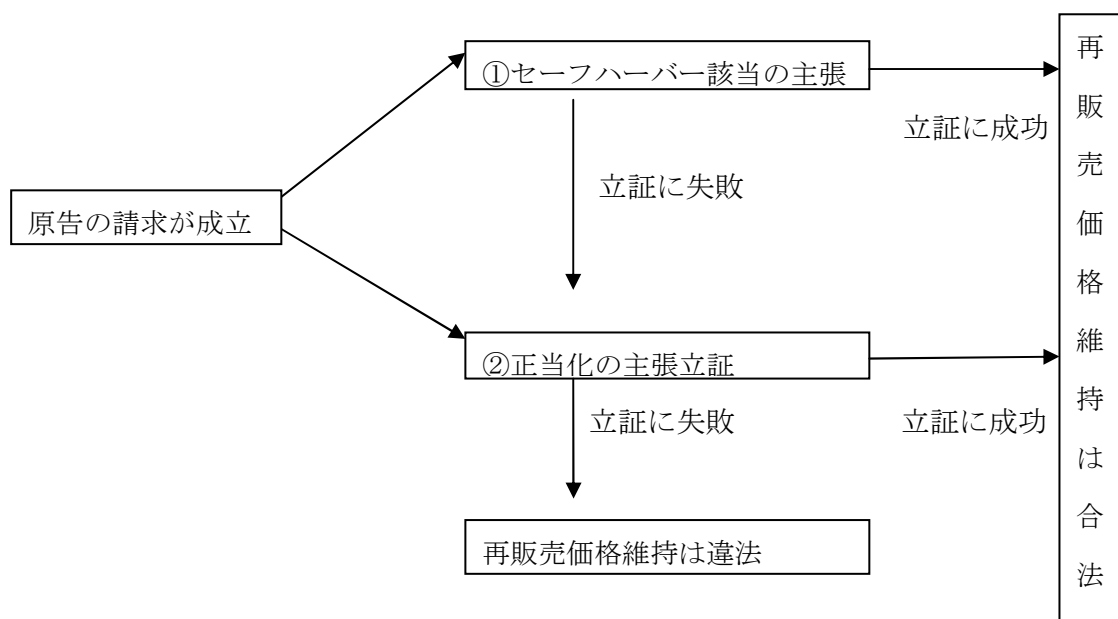 ①セーフハーバー該当の主張
立証に成功
立証に失敗
原告の請求が成立
②正当化の主張立証
立証に失敗
立証に成功
再販売価格維持は違法
再販売価格維持は合法